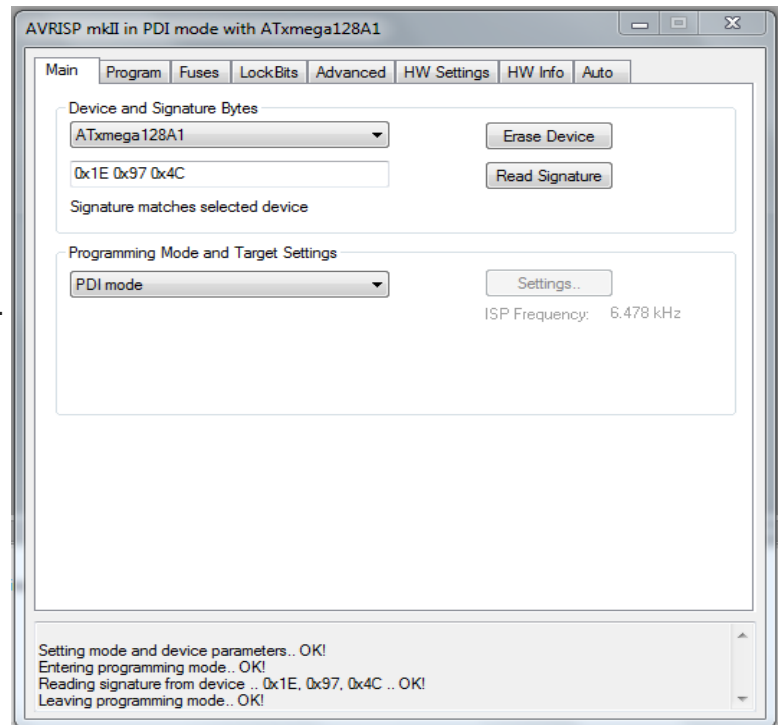 AVRISP mkII in PDI mode with ATxmega128A1
Main Program Fuses LockBits Advanced HW Settings HW Info Auto
Device and Signature Bytes
ATxmega128A1 Erase Device
0x1E 0x97 0x4C Read Signature
Signature matches selected device
Programming Mode and Target Settings
PDI mode Settings..
ISP Frequency: 6.478 kHz
Setting mode and device parameters.. OK!
Entering programming mode.. OK!
Reading signature from device .. 0x1E, 0x97, 0x4C .. OK!
Leaving programming mode.. OK!